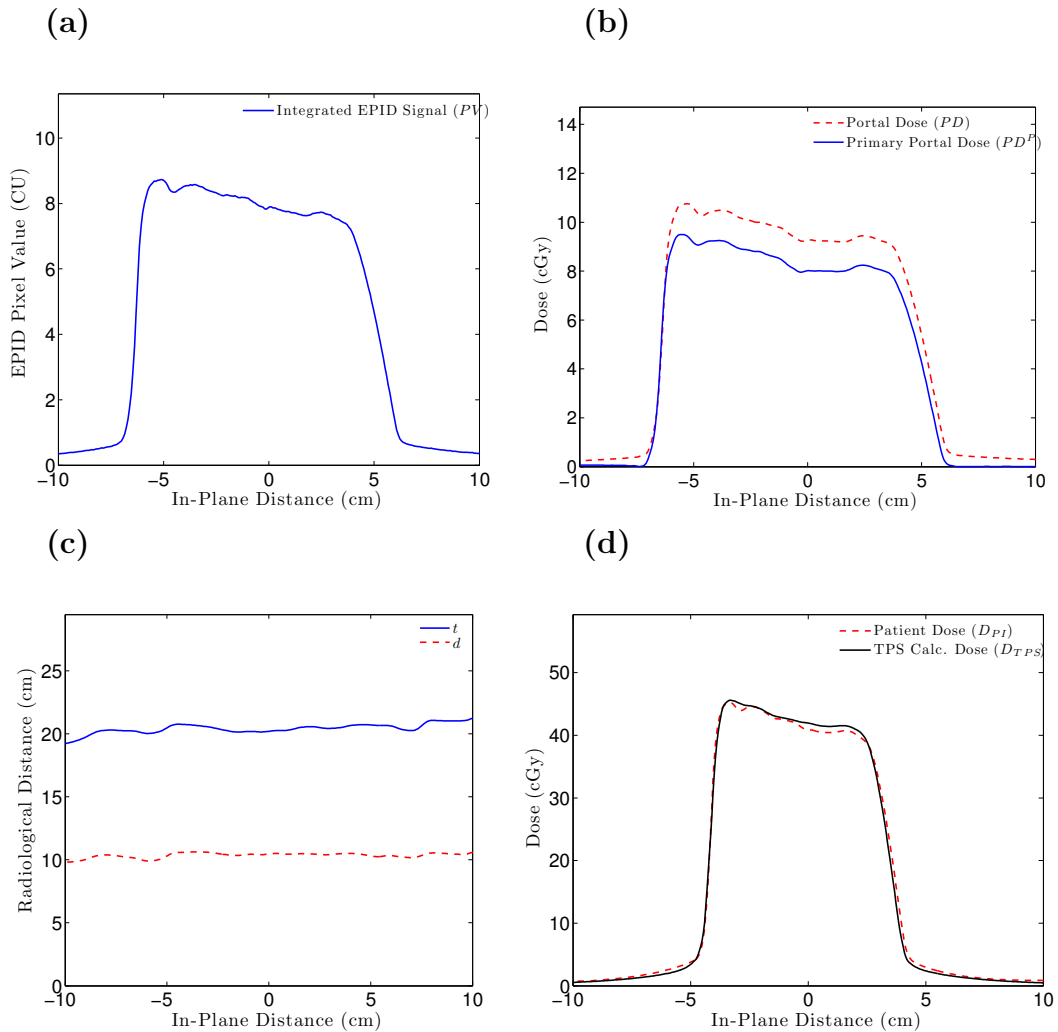 (a)
Integrated EPID Signal (PV)
EPID Pixel Value (CU)
10
8
6
4
2
0
−10 −5 0 5 10
In-Plane Distance (cm)
(b)
Portal Dose (PD)
Primary Portal Dose (PD^P)
Dose (cGy)
14
12
10
8
6
4
2
0
−10 −5 0 5 10
In-Plane Distance (cm)
(c)
t
d
Radiological Distance (cm)
25
20
15
10
5
0
−10 −5 0 5 10
In-Plane Distance (cm)
(d)
Patient Dose (D_PI)
TPS Calc. Dose (D_TPS)
Dose (cGy)
50
40
30
20
10
0
−10 −5 0 5 10
In-Plane Distance (cm)